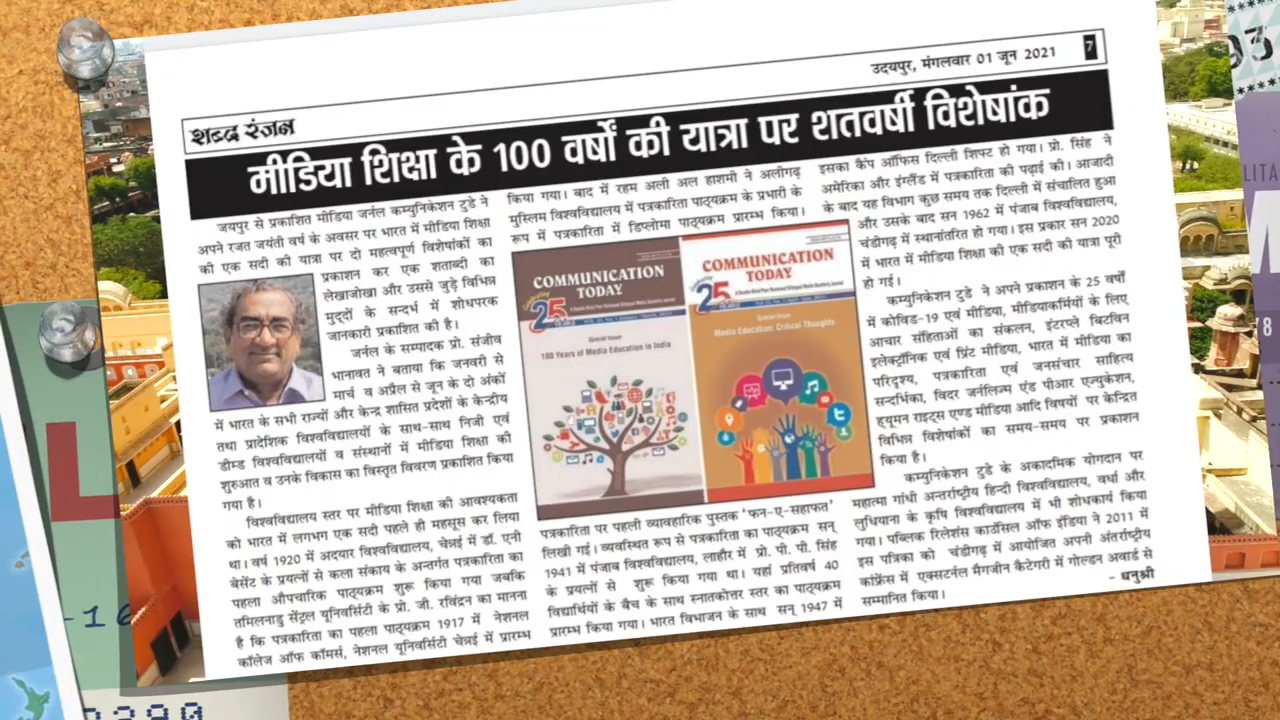 शब्द रंजन
उदयपुर, मंगलवार 01 जून 2021
7
मीडिया शिक्षा के 100 वर्षों की यात्रा पर शतवर्षी विशेषांक
जयपुर से प्रकाशित मीडिया जर्नल कम्युनिकेशन टुडे ने
अपने रजत जयंती वर्ष के अवसर पर भारत में मीडिया शिक्षा
की एक सदी की यात्रा पर दो महत्वपूर्ण विशेषांकों का
प्रकाशन कर एक शताब्दी का
लेखाजोखा और उससे जुड़े विभिन्न
मुद्दों के सन्दर्भ में शोधपरक
जानकारी प्रकाशित की है।
जर्नल के सम्पादक प्रो. संजीव
भानावत ने बताया कि जनवरी से
मार्च व अप्रैल से जून के दो अंकों
में भारत के सभी राज्यों और केन्द्र शासित प्रदेशों के केन्द्रीय
तथा प्रादेशिक विश्वविद्यालयों के साथ-साथ निजी एवं
डीम्ड विश्वविद्यालयों व संस्थानों में मीडिया शिक्षा की
शुरुआत व उनके विकास का विस्तृत विवरण प्रकाशित किया
गया है।
विश्वविद्यालय स्तर पर मीडिया शिक्षा की आवश्यकता
को भारत में लगभग एक सदी पहले ही महसूस कर लिया
था। वर्ष 1920 में अदयार विश्वविद्यालय, चेन्नई में डॉ. एनी
बेसेंट के प्रयत्नों से कला संकाय के अन्तर्गत पत्रकारिता का
पहला औपचारिक पाठ्यक्रम शुरू किया गया जबकि
तमिलनाडु सेंट्रल यूनिवर्सिटी के प्रो. जी. रविंद्रन का मानना
है कि पत्रकारिता का पहला पाठ्यक्रम 1917 में नेशनल
कॉलेज ऑफ कॉमर्स, नेशनल यूनिवर्सिटी चेन्नई में प्रारम्भ
किया गया। बाद में रहम अली अल हाशमी ने अलीगढ़
मुस्लिम विश्वविद्यालय में पत्रकारिता पाठ्यक्रम के प्रभारी के
रूप में पत्रकारिता में डिप्लोमा पाठ्यक्रम प्रारम्भ किया।
COMMUNICATION
TODAY
25
YEARS
Special Issue
100 Years of Media Education in India
COMMUNICATION
TODAY
25
YEARS
Special Issue
Media Education: Critical Thoughts
पत्रकारिता पर पहली व्यावहारिक पुस्तक 'फन-ए-सहाफत'
लिखी गई। व्यवस्थित रूप से पत्रकारिता का पाठ्यक्रम सन्
1941 में पंजाब विश्वविद्यालय, लाहौर में प्रो. पी. पी. सिंह
के प्रयत्नों से शुरू किया गया था। यहां प्रतिवर्ष 40
विद्यार्थियों के बैच के साथ स्नातकोत्तर स्तर का पाठ्यक्रम
प्रारम्भ किया गया। भारत विभाजन के साथ सन् 1947 में
इसका कैंप ऑफिस दिल्ली शिफ्ट हो गया। प्रो. सिंह ने
अमेरिका और इंग्लैंड में पत्रकारिता की पढ़ाई की। आजादी
के बाद यह विभाग कुछ समय तक दिल्ली में संचालित हुआ
और उसके बाद सन 1962 में पंजाब विश्वविद्यालय,
चंडीगढ़ में स्थानांतरित हो गया। इस प्रकार सन 2020
में भारत में मीडिया शिक्षा की एक सदी की यात्रा पूरी
हो गई।
कम्युनिकेशन टुडे ने अपने प्रकाशन के 25 वर्षों
में कोविड-19 एवं मीडिया, मीडियाकर्मियों के लिए
आचार संहिताओं का संकलन, इंटरप्ले बिटविन
इलेक्ट्रॉनिक एवं प्रिंट मीडिया, भारत में मीडिया का
परिदृश्य, पत्रकारिता एवं जनसंचार साहित्य
सन्दर्भिका, विदर जर्नलिज्म एंड पीआर एज्युकेशन,
ह्यूमन राइट्स एण्ड मीडिया आदि विषयों पर केन्द्रित
विभिन्न विशेषांकों का समय-समय पर प्रकाशन
किया है।
कम्युनिकेशन टुडे के अकादमिक योगदान पर
महात्मा गांधी अन्तर्राष्ट्रीय हिन्दी विश्वविद्यालय, वर्धा और
लुधियाना के कृषि विश्वविद्यालय में भी शोधकार्य किया
गया। पब्लिक रिलेशंस काउंसिल ऑफ इंडिया ने 2011 में
इस पत्रिका को चंडीगढ़ में आयोजित अपनी अंतर्राष्ट्रीय
कांफ्रेंस में एक्सटर्नल मैगजीन कैटेगरी में गोल्डन अवार्ड से
सम्मानित किया।
- धनुश्री
93
LITA
-16